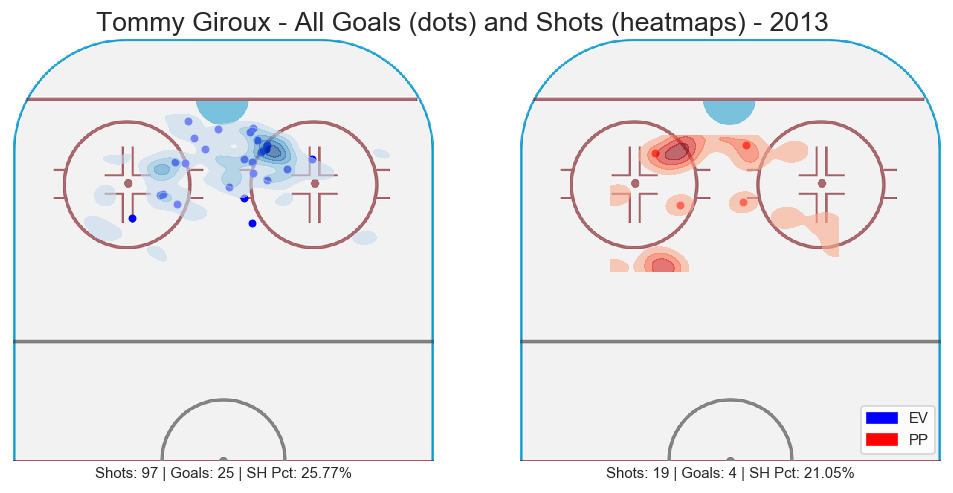 Tommy Giroux - All Goals (dots) and Shots (heatmaps) - 2013
EV
PP
Shots: 97 | Goals: 25 | SH Pct: 25.77%
Shots: 19 | Goals: 4 | SH Pct: 21.05%